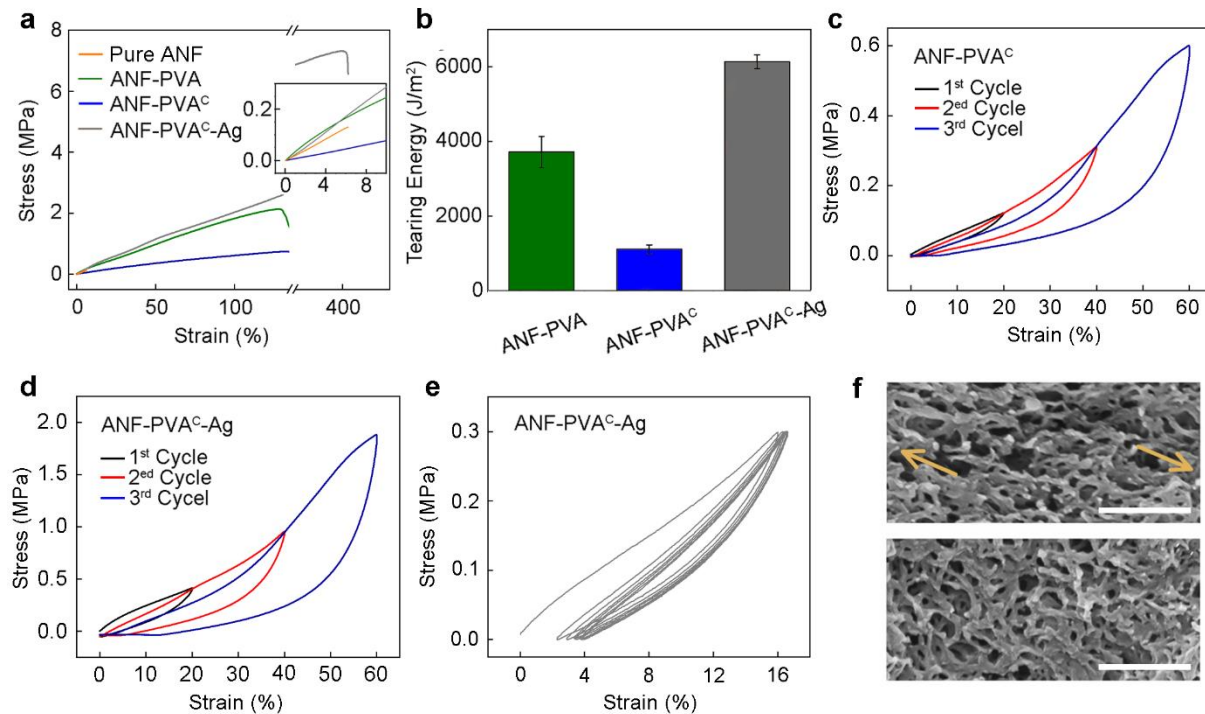 a
8
6
4
2
0
Stress (MPa)
Pure ANF
ANF-PVA
ANF-PVAᶜ
ANF-PVAᶜ-Ag
0.2
0.0
0 4 8
0 50 100 400
Strain (%)
b
6000
4000
2000
0
Tearing Energy (J/m²)
ANF-PVA
ANF-PVAᶜ
ANF-PVAᶜ-Ag
c
ANF-PVAᶜ
1ˢᵗ Cycle
2ᵉᵈ Cycle
3ʳᵈ Cycel
0.6
0.4
0.2
0.0
Stress (MPa)
0 10 20 30 40 50 60
Strain (%)
d
ANF-PVAᶜ-Ag
1ˢᵗ Cycle
2ᵉᵈ Cycle
3ʳᵈ Cycel
2.0
1.5
1.0
0.5
0.0
Stress (MPa)
0 10 20 30 40 50 60
Strain (%)
e
ANF-PVAᶜ-Ag
0.3
0.2
0.1
0.0
Stress (MPa)
0 4 8 12 16
Strain (%)
f